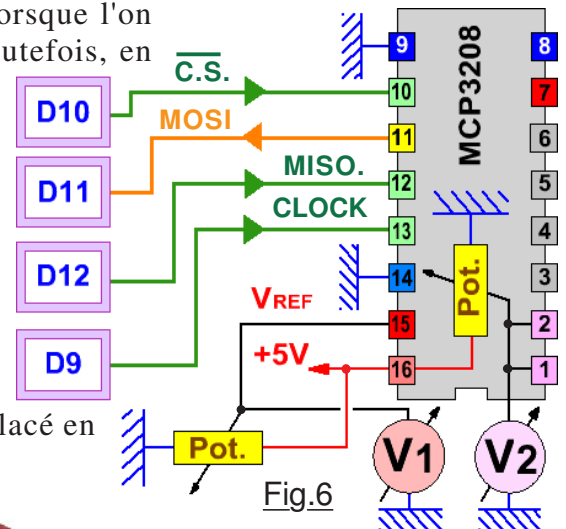 orsque l'on
utefois, en
C.S.
D10
MOSI
D11
MISO.
D12
CLOCK
D9
MCP3208
9
8
10
7
11
6
12
5
13
4
14
3
15
2
16
1
Pot.
VREF
+5V
lacé en
Pot.
V1
V2
Fig.6